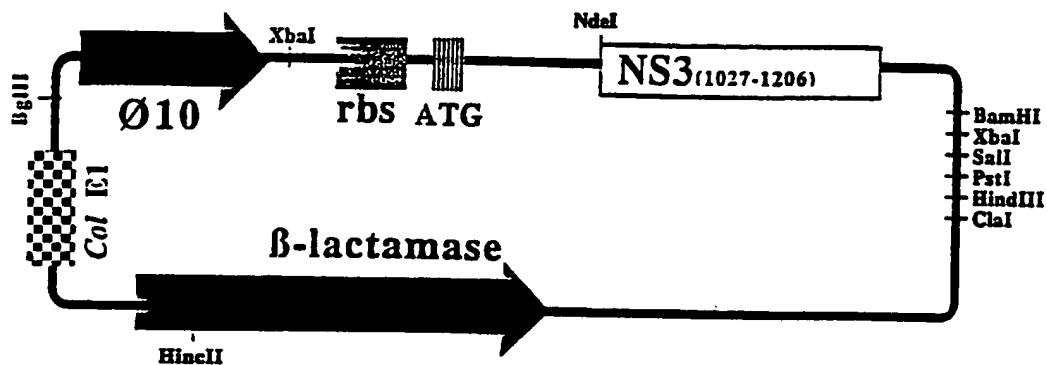 NdeI
XbaI
NS3(1027-1206)
BglII
Ø10
rbs
ATG
BamHI
XbaI
SalI
PstI
HindIII
ClaI
Col E1
ß-lactamase
HincII